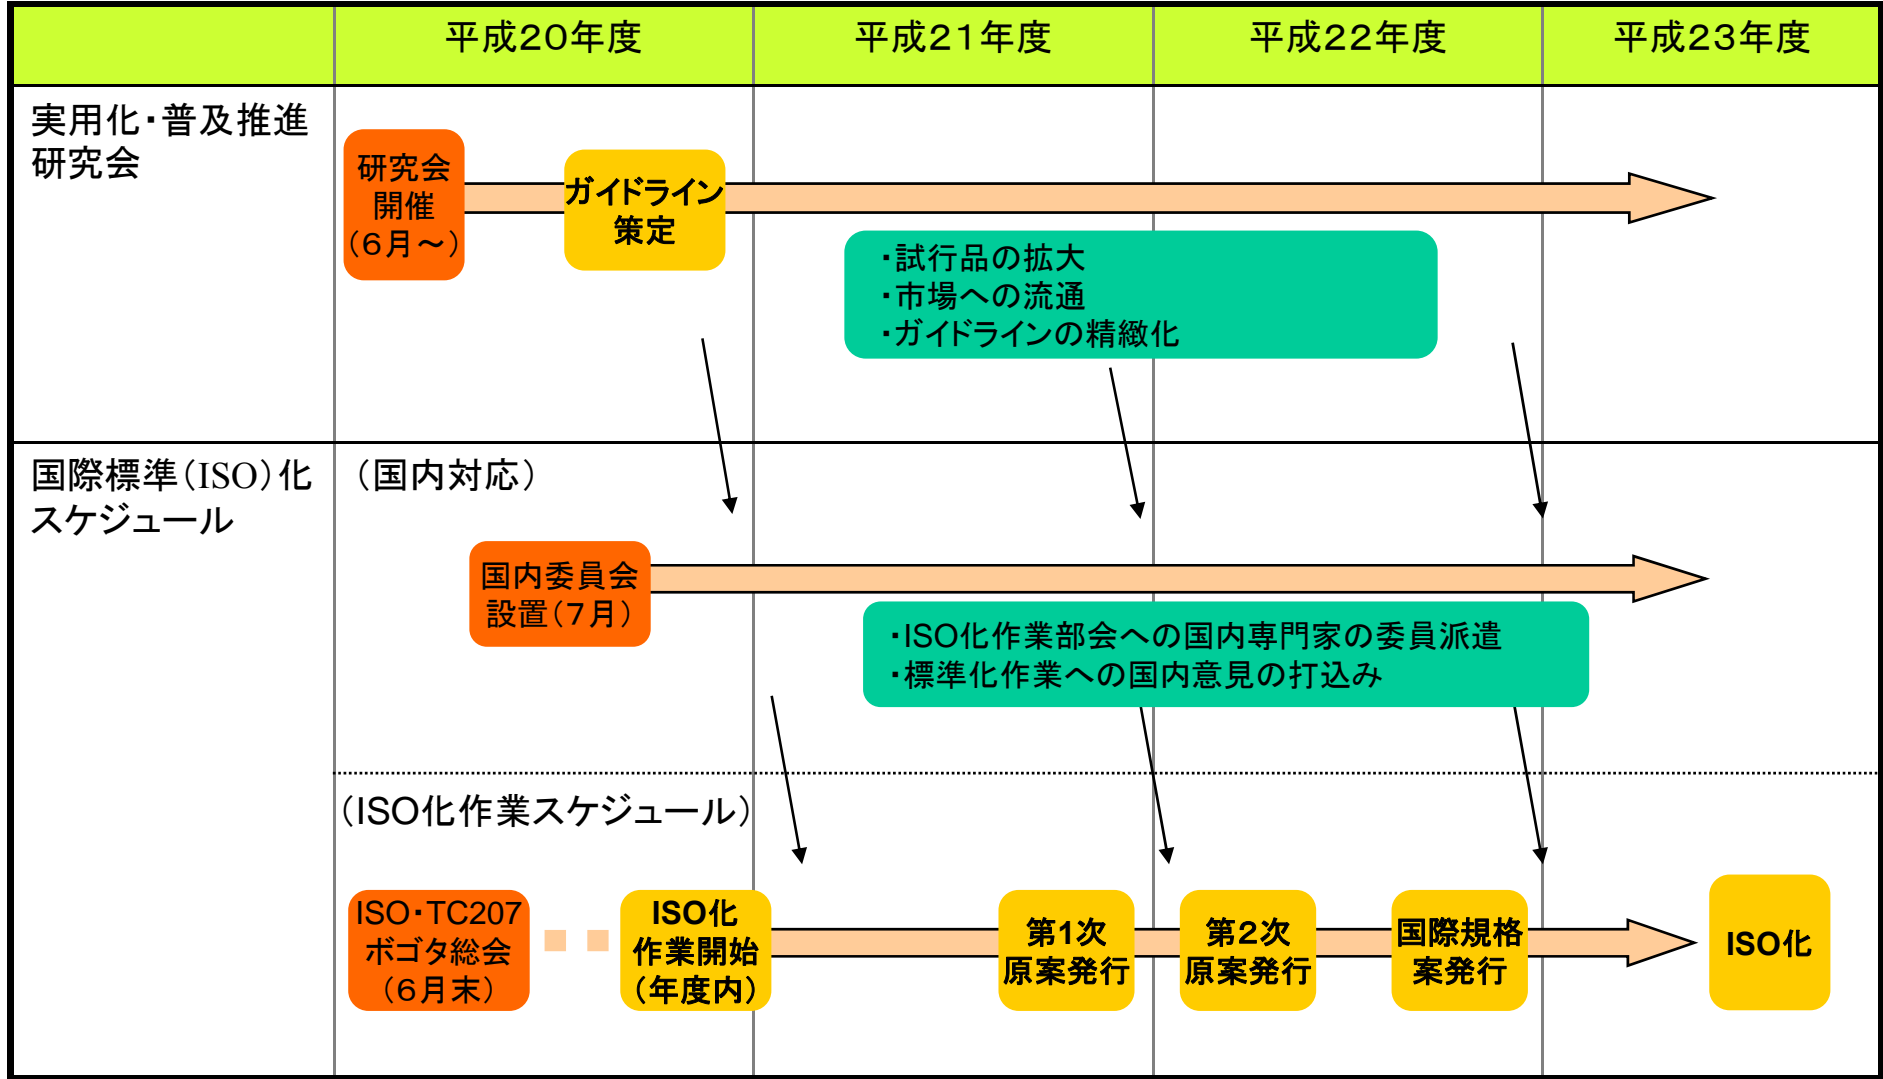 平成20年度
平成21年度
平成22年度
平成23年度
実用化・普及推進
研究会
研究会
開催
（6月～）
ガイドライン
策定
・試行品の拡大
・市場への流通
・ガイドラインの精緻化
国際標準（ISO）化
スケジュール
（国内対応）
国内委員会
設置（7月）
・ISO化作業部会への国内専門家の委員派遣
・標準化作業への国内意見の打込み
（ISO化作業スケジュール）
ISO・TC207
ボゴタ総会
（6月末）
ISO化
作業開始
（年度内）
第1次
原案発行
第2次
原案発行
国際規格
案発行
ISO化